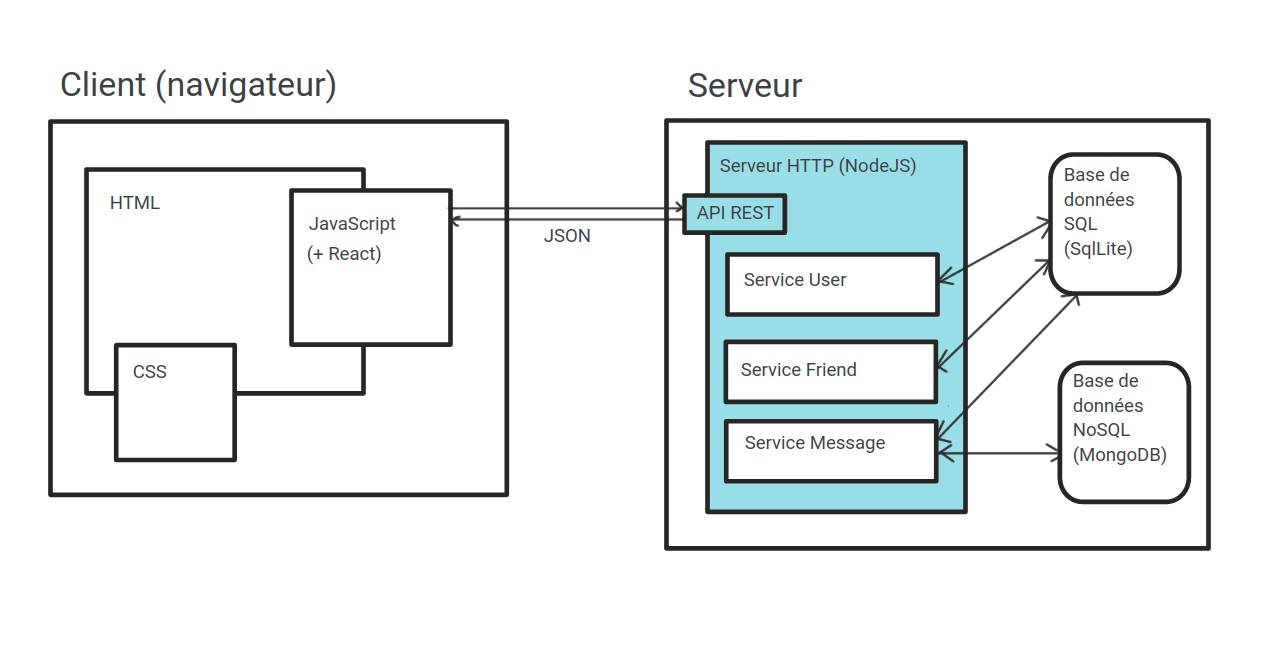 Client (navigateur)
HTML
JavaScript
(+ React)
CSS
JSON
Serveur
Serveur HTTP (NodeJS)
API REST
Service User
Service Friend
Service Message
Base de
données
SQL
(SqlLite)
Base de
données
NoSQL
(MongoDB)